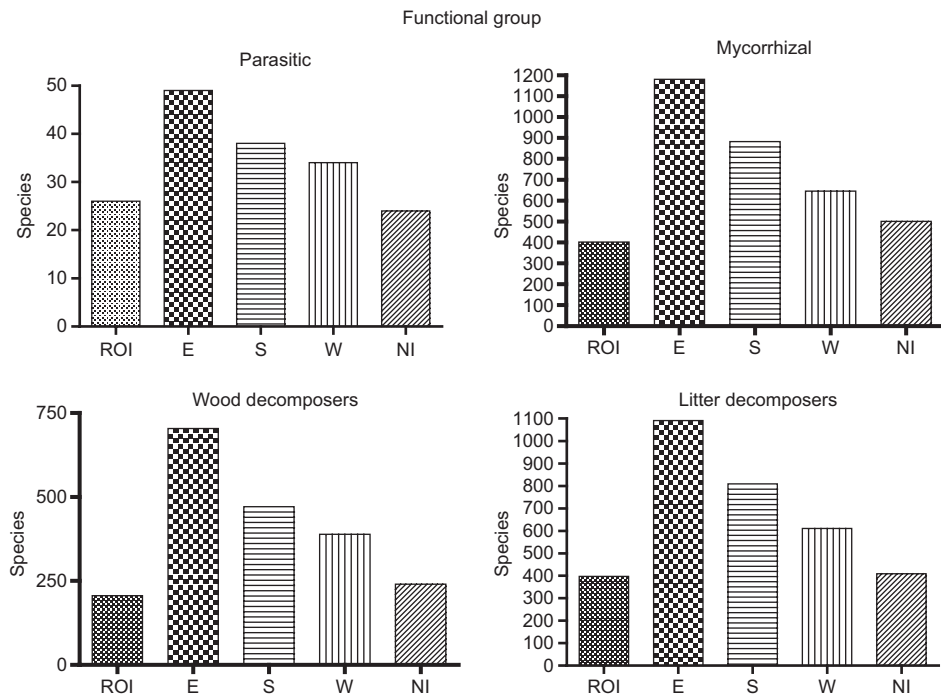 Functional group
Parasitic
Species
50
40
30
20
10
0
ROI E S W NI
Mycorrhizal
Species
1200
1100
1000
900
800
700
600
500
400
300
200
100
0
ROI E S W NI
Wood decomposers
Species
750
500
250
0
ROI E S W NI
Litter decomposers
Species
1100
1000
900
800
700
600
500
400
300
200
100
0
ROI E S W NI